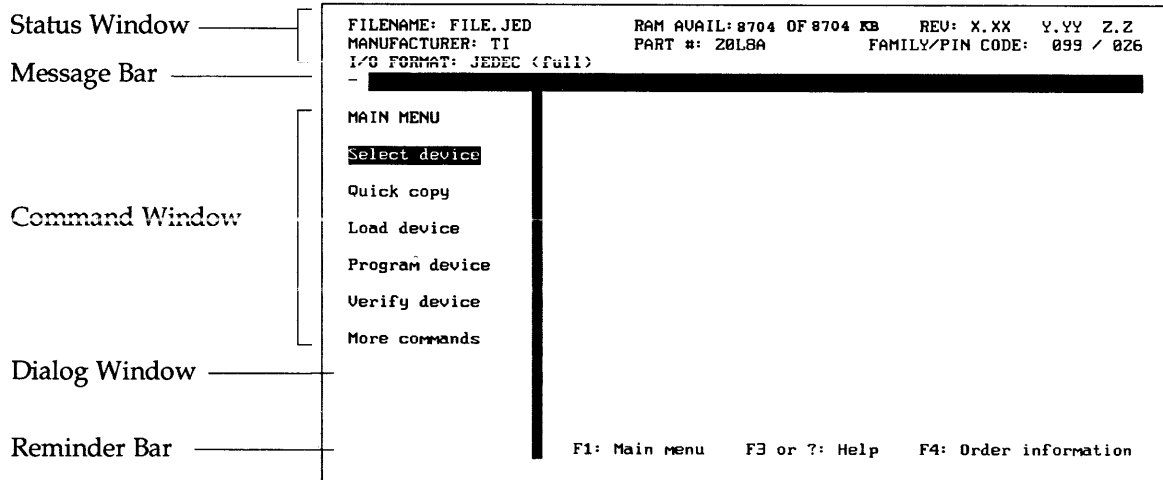 Status Window
FILENAME: FILE.JED RAM AVAIL: 8704 OF 8704 KB REV: X.XX Y.YY Z.Z
MANUFACTURER: TI PART #: 20L8A FAMILY/PIN CODE: 099 / 026
I/O FORMAT: JEDEC (full)
Message Bar
Command Window
MAIN MENU
Select device
Quick copy
Load device
Program device
Verify device
More commands
Dialog Window
Reminder Bar
F1: Main menu F3 or ?: Help F4: Order information